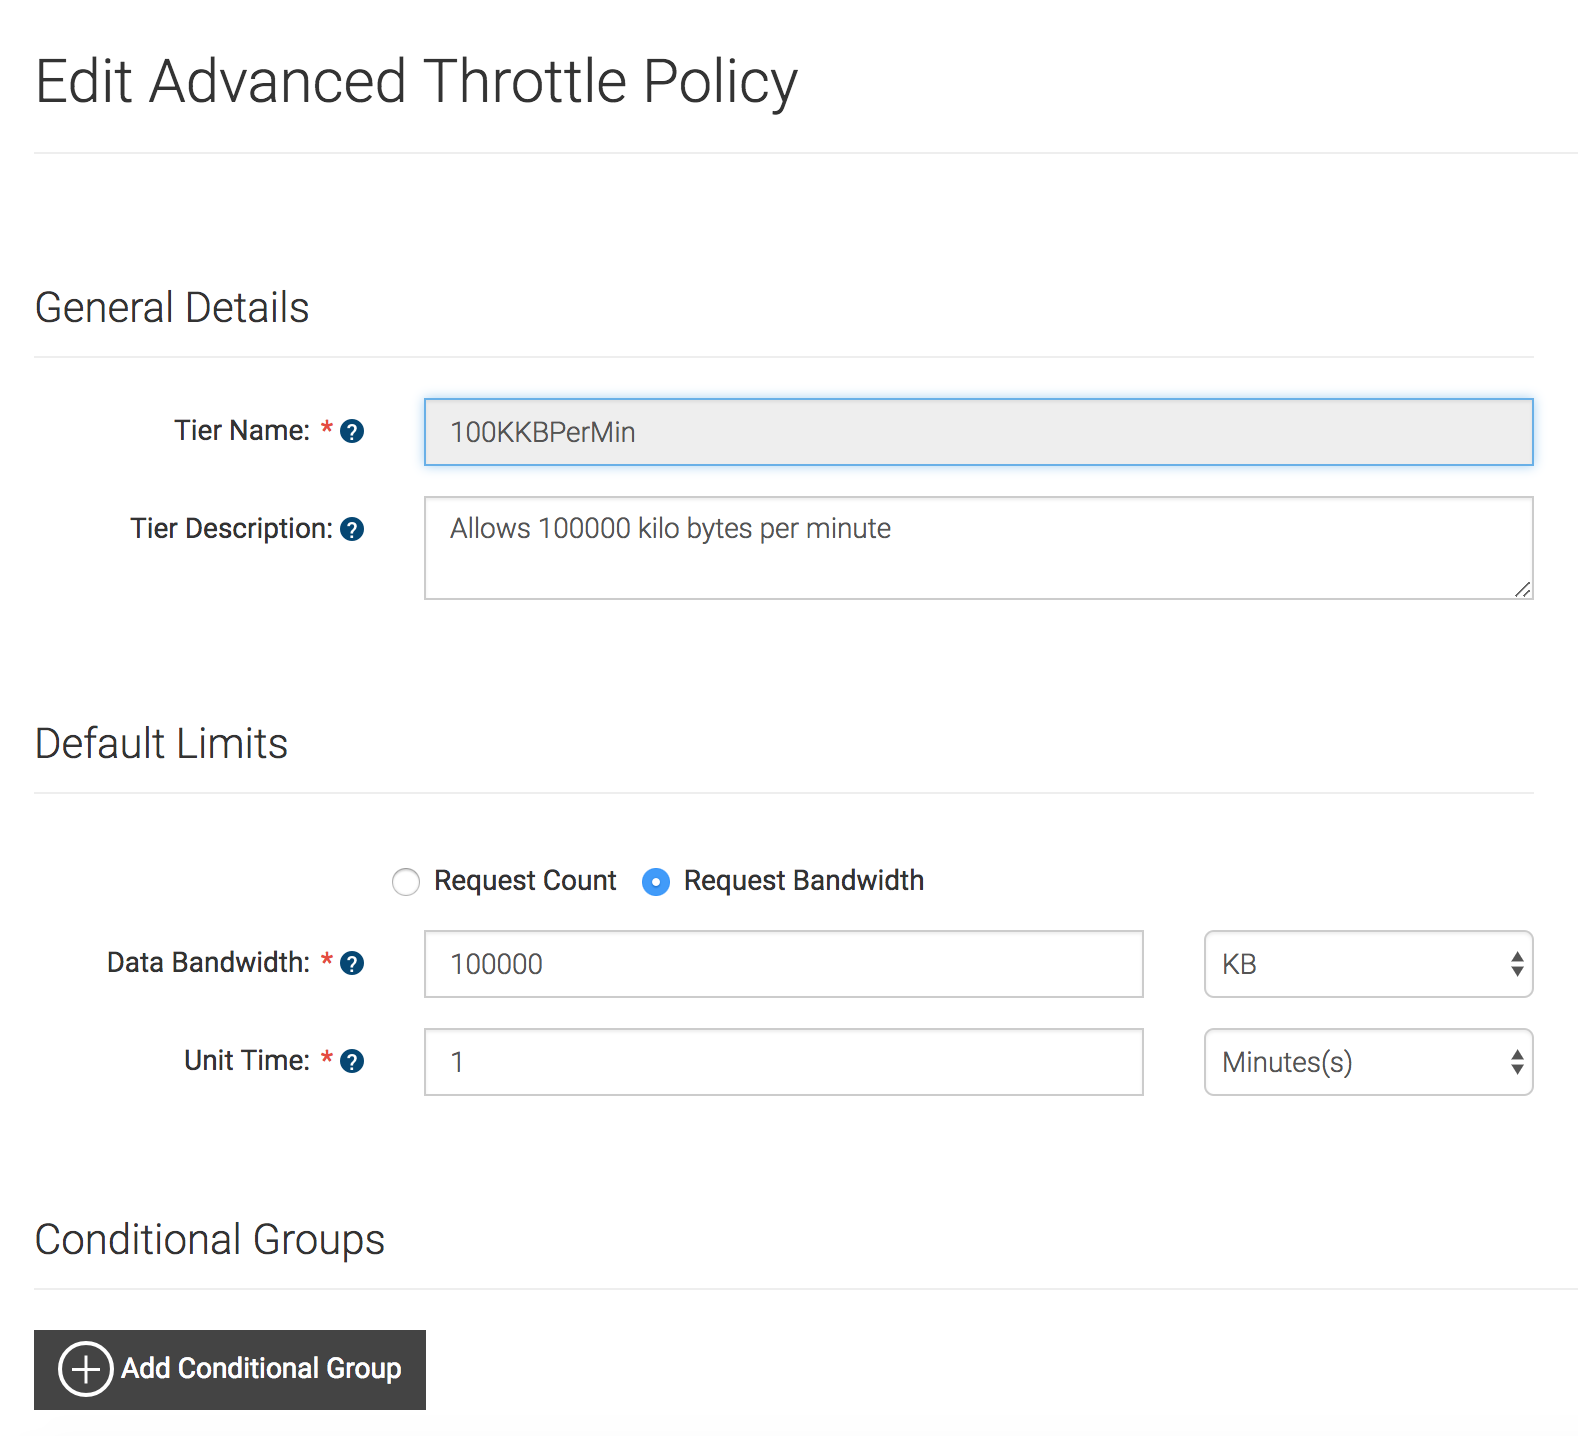 Edit Advanced Throttle Policy
General Details
Tier Name: * ?
100KKBPerMin
Tier Description: ?
Allows 100000 kilo bytes per minute
Default Limits
Request Count Request Bandwidth
Data Bandwidth: * ?
100000 KB
Unit Time: * ?
1 Minutes(s)
Conditional Groups
Add Conditional Group